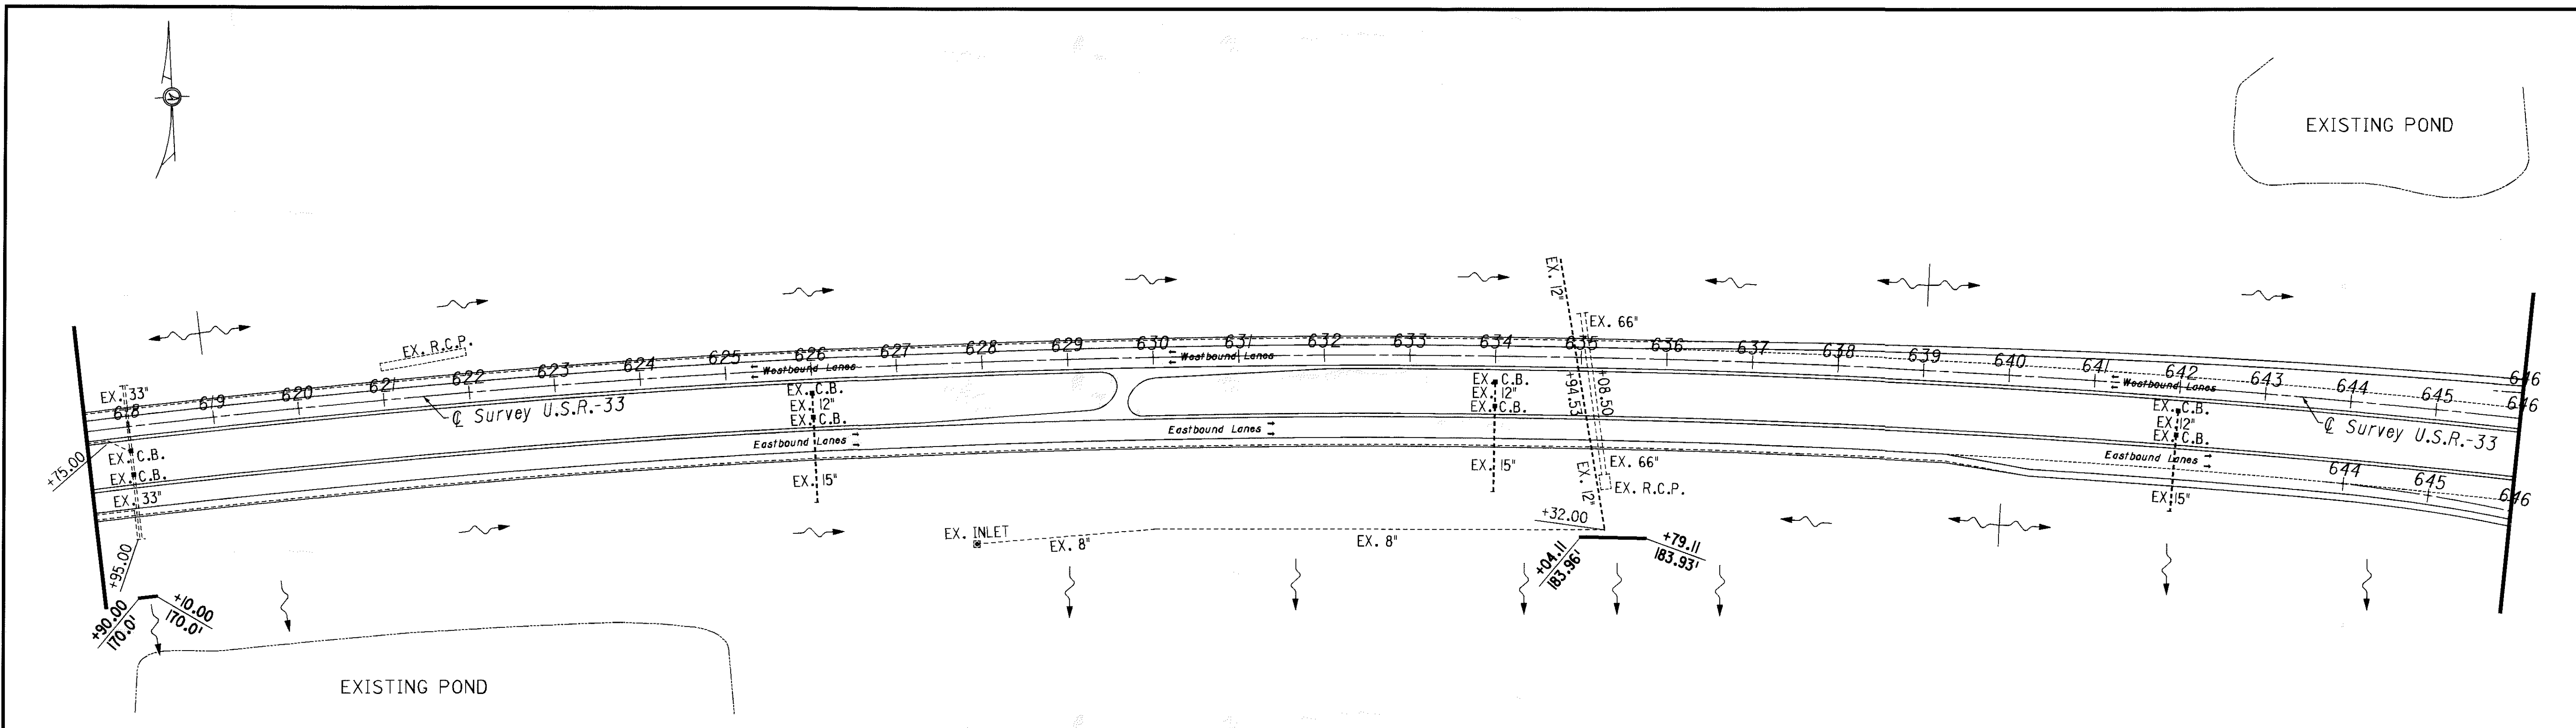 EXISTING POND
EX. 12"
EX. 66"
EX. R.C.P.
618
619
620
621
622
623
624
625
626
627
628
629
630
631
632
633
634
635
636
637
638
639
640
641
642
643
644
645
646
646
Westbound Lanes
Westbound Lanes
Westbound Lanes
EX. 33"
℄ Survey U.S.R.-33
℄ Survey U.S.R.-33
EX. C.B.
EX. 12"
EX. C.B.
EX. C.B.
EX. 12"
EX. C.B.
+94.53
+08.50
EX. C.B.
EX. 12"
EX. C.B.
Eastbound Lanes
Eastbound Lanes
Eastbound Lanes
+75.00
EX. C.B.
EX. C.B.
EX. 33"
EX. 15"
EX. 15"
EX. 12"
EX. 66"
EX. R.C.P.
EX. 15"
644
645
646
EX. INLET
EX. 8"
EX. 8"
+32.00
+04.11
183.96'
+79.11
183.93'
+95.00
+90.00
170.0'
+10.00
170.0'
EXISTING POND